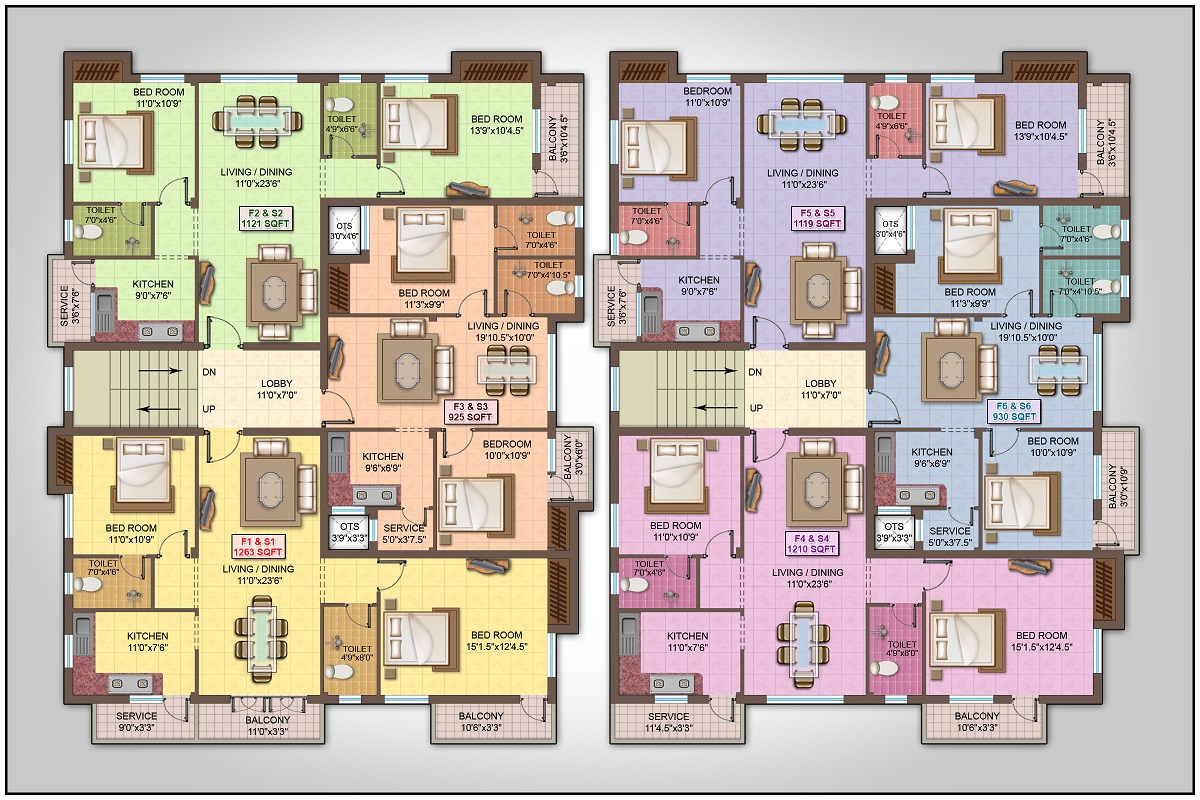 BED ROOM
11'0"x10'9"
TOILET
4'9"x6'6"
BED ROOM
13'9"x10'4.5"
BALCONY
3'6"x10'4.5"
LIVING / DINING
11'0"x23'6"
F2 & S2
1121 SQFT
TOILET
7'0"x4'6"
KITCHEN
9'0"x7'6"
SERVICE
3'6"x7'6"
OTS
3'0"x4'6"
BED ROOM
11'3"x9'9"
TOILET
7'0"x4'6"
TOILET
7'0"x4'10.5"
LIVING / DINING
19'10.5"x10'0"
F3 & S3
925 SQFT
DN
UP
LOBBY
11'0"x7'0"
KITCHEN
9'6"x6'9"
BEDROOM
10'0"x10'9"
BALCONY
3'0"x6'0"
OTS
3'9"x3'3"
SERVICE
5'0"x3'7.5"
BED ROOM
11'0"x10'9"
F1 & S1
1263 SQFT
LIVING / DINING
11'0"x23'6"
TOILET
7'0"x4'6"
KITCHEN
11'0"x7'6"
TOILET
4'9"x8'0"
BED ROOM
15'1.5"x12'4.5"
SERVICE
9'0"x3'3"
BALCONY
11'0"x3'3"
BALCONY
10'6"x3'3"
BEDROOM
11'0"x10'9"
TOILET
4'9"x6'6"
BED ROOM
13'9"x10'4.5"
BALCONY
3'6"x10'4.5"
LIVING / DINING
11'0"x23'6"
F5 & S5
1119 SQFT
TOILET
7'0"x4'6"
KITCHEN
9'0"x7'6"
SERVICE
3'6"x7'6"
OTS
3'0"x4'6"
BED ROOM
11'3"x9'9"
TOILET
7'0"x4'6"
TOILET
7'0"x4'10.5"
LIVING / DINING
19'10.5"x10'0"
F6 & S6
930 SQFT
DN
UP
LOBBY
11'0"x7'0"
KITCHEN
9'6"x6'9"
BED ROOM
10'0"x10'9"
BALCONY
3'0"x10'9"
OTS
3'9"x3'3"
SERVICE
5'0"x3'7.5"
BED ROOM
11'0"x10'9"
F4 & S4
1210 SQFT
LIVING / DINING
11'0"x23'6"
TOILET
7'0"x4'6"
KITCHEN
11'0"x7'6"
TOILET
4'9"x8'0"
BED ROOM
15'1.5"x12'4.5"
SERVICE
11'4.5"x3'3"
BALCONY
10'6"x3'3"